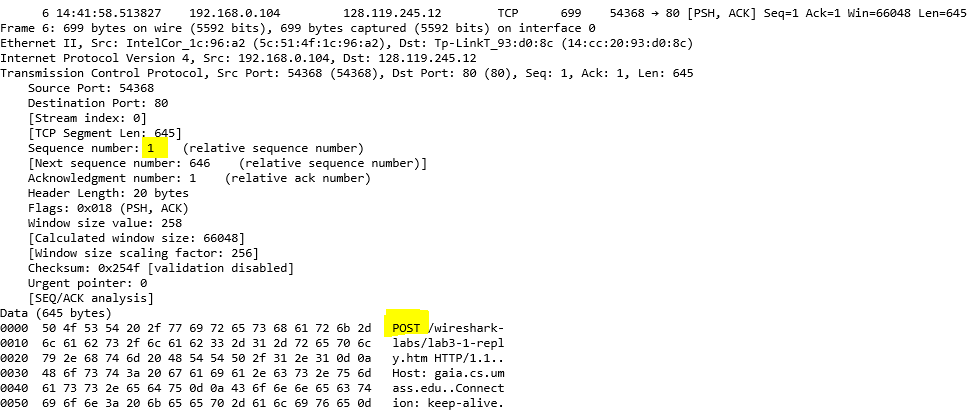 6 14:41:58.513827 192.168.0.104 128.119.245.12 TCP 699 54368 → 80 [PSH, ACK] Seq=1 Ack=1 Win=66048 Len=645
Frame 6: 699 bytes on wire (5592 bits), 699 bytes captured (5592 bits) on interface 0
Ethernet II, Src: IntelCor_1c:96:a2 (5c:51:4f:1c:96:a2), Dst: Tp-LinkT_93:d0:8c (14:cc:20:93:d0:8c)
Internet Protocol Version 4, Src: 192.168.0.104, Dst: 128.119.245.12
Transmission Control Protocol, Src Port: 54368 (54368), Dst Port: 80 (80), Seq: 1, Ack: 1, Len: 645
Source Port: 54368
Destination Port: 80
[Stream index: 0]
[TCP Segment Len: 645]
Sequence number: 1 (relative sequence number)
[Next sequence number: 646 (relative sequence number)]
Acknowledgment number: 1 (relative ack number)
Header Length: 20 bytes
Flags: 0x018 (PSH, ACK)
Window size value: 258
[Calculated window size: 66048]
[Window size scaling factor: 256]
Checksum: 0x254f [validation disabled]
Urgent pointer: 0
[SEQ/ACK analysis]
Data (645 bytes)
0000 50 4f 53 54 20 2f 77 69 72 65 73 68 61 72 6b 2d POST /wireshark-
0010 6c 61 62 73 2f 6c 61 62 33 2d 31 2d 72 65 70 6c labs/lab3-1-repl
0020 79 2e 68 74 6d 20 48 54 54 50 2f 31 2e 31 0d 0a y.htm HTTP/1.1..
0030 48 6f 73 74 3a 20 67 61 69 61 2e 63 73 2e 75 6d Host: gaia.cs.um
0040 61 73 73 2e 65 64 75 0d 0a 43 6f 6e 6e 65 63 74 ass.edu..Connect
0050 69 6f 6e 3a 20 6b 65 65 70 2d 61 6c 69 76 65 0d ion: keep-alive.